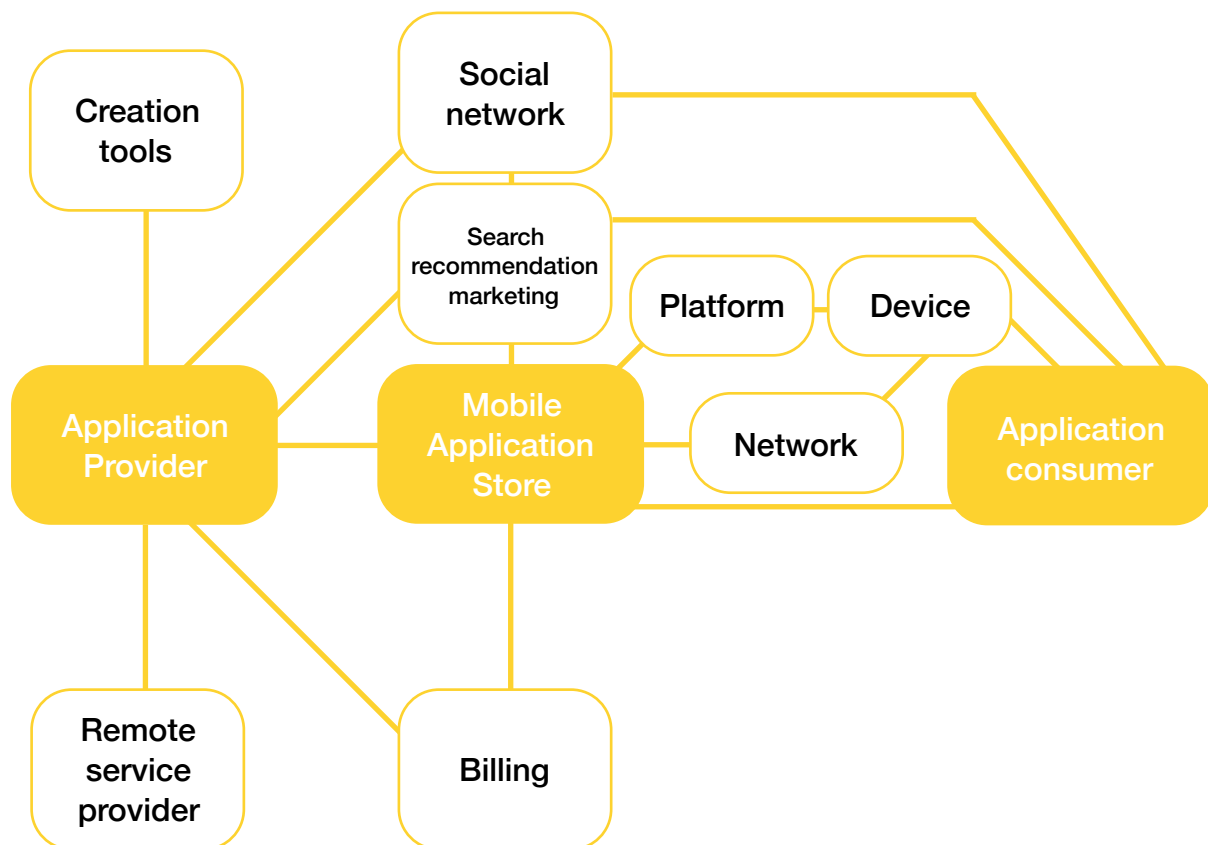 Creation
tools
Social
network
Search
recommendation
marketing
Platform
Device
Application
Provider
Mobile
Application
Store
Network
Application
consumer
Remote
service
provider
Billing